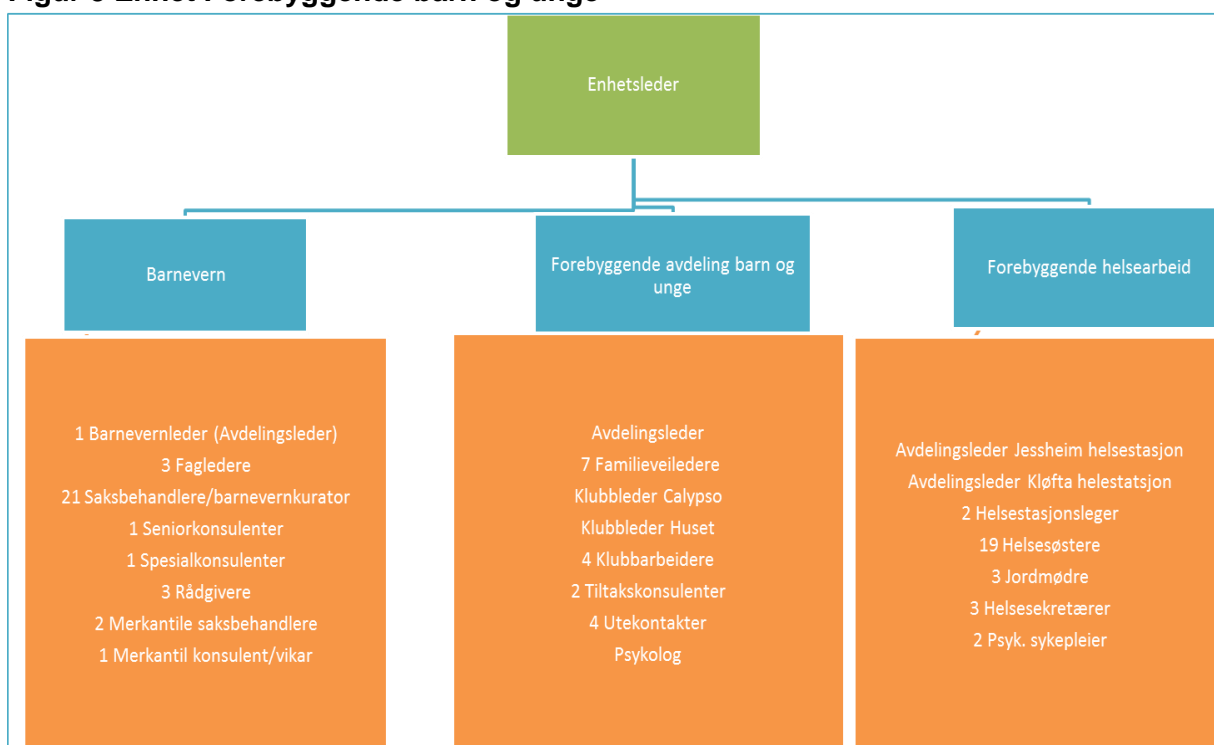 Enhetsleder
Barnevern
Forebyggende avdeling barn og
unge
Forebyggende helsearbeid
1 Barnevernleder (Avdelingsleder)
3 Fagledere
21 Saksbehandlere/barnevernkurator
1 Seniorkonsulenter
1 Spesialkonsulenter
3 Rådgivere
2 Merkantile saksbehandlere
1 Merkantil konsulent/vikar
Avdelingsleder
7 Familieveiledere
Klubbleder Calypso
Klubbleder Huset
4 Klubbarbeidere
2 Tiltakskonsulenter
4 Utekontakter
Psykolog
Avdelingsleder Jessheim helsestasjon
Avdelingsleder Kløfta helestatsjon
2 Helsestasjonsleger
19 Helsesøstere
3 Jordmødre
3 Helsesekretærer
2 Psyk. sykepleier